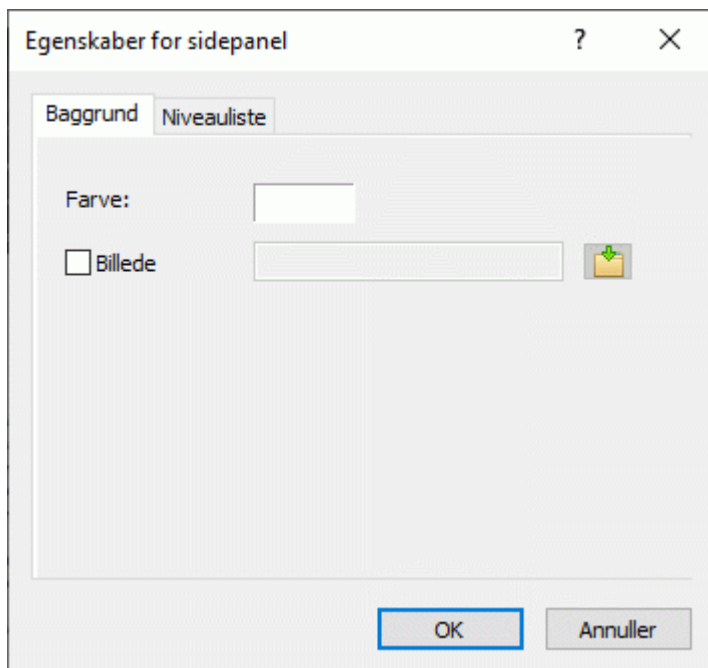 Egenskaber for sidepanel ?
Baggrund Niveauliste
Farve:
Billede
OK Annuller